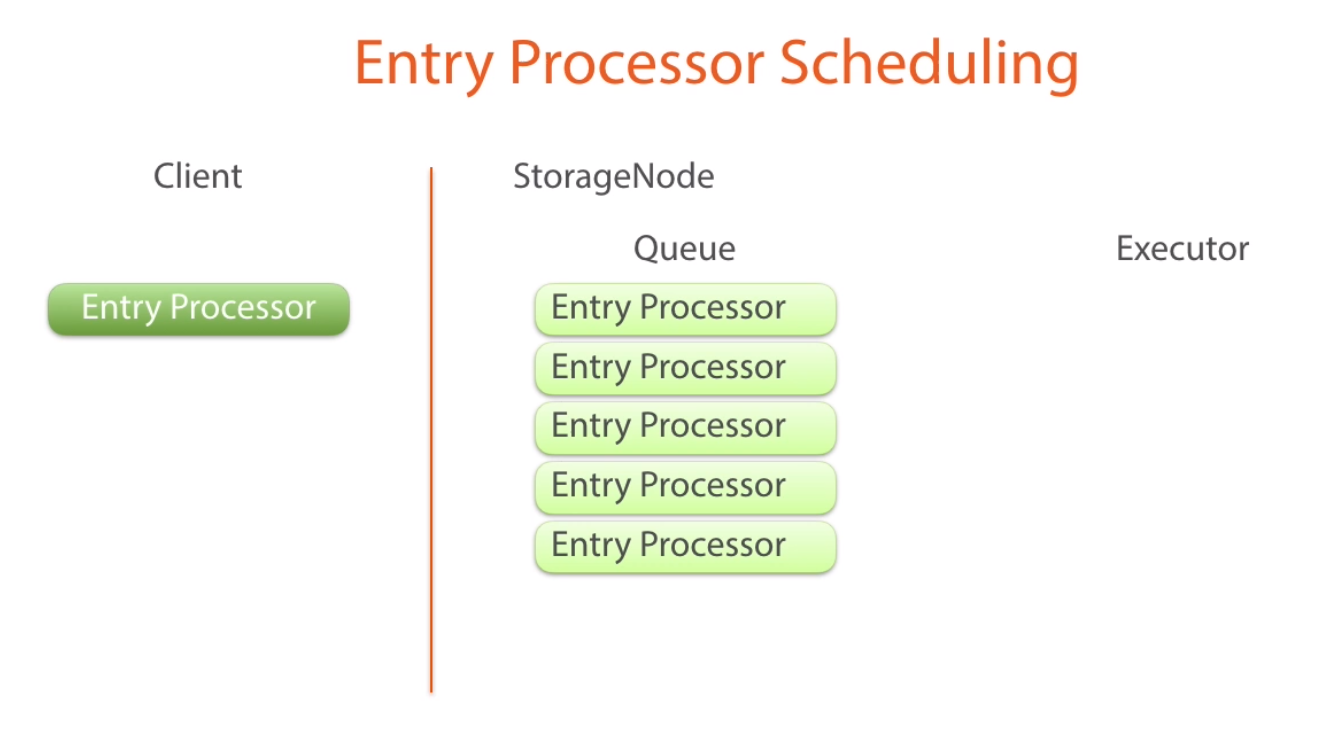 Entry Processor Scheduling
Client
StorageNode
Queue
Executor
Entry Processor
Entry Processor
Entry Processor
Entry Processor
Entry Processor
Entry Processor